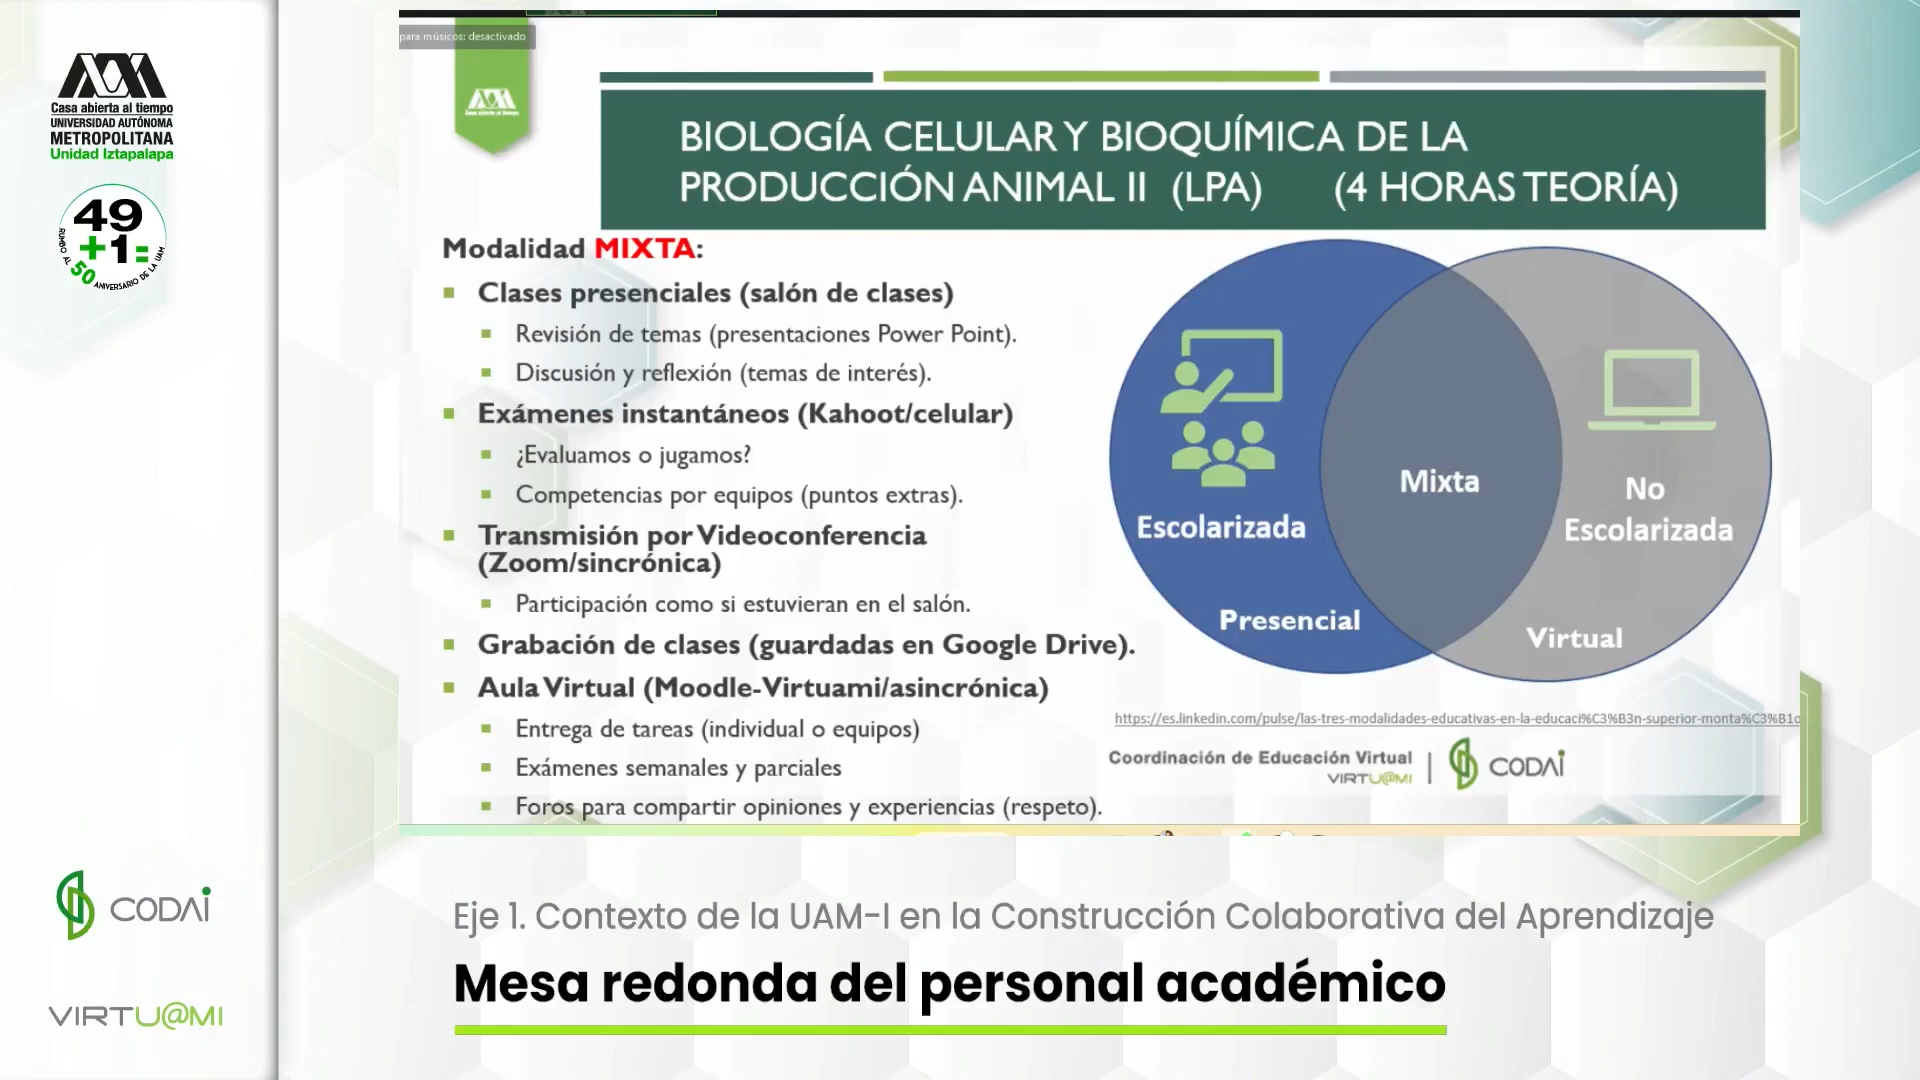 Casa abierta al tiempo
UNIVERSIDAD AUTÓNOMA
METROPOLITANA
Unidad Iztapalapa
49
+1=
RUMBO AL 50 ANIVERSARIO DE LA UAM
CODAI
VIRTU@MI
para músicos: desactivado
Casa abierta al tiempo
BIOLOGÍA CELULAR Y BIOQUÍMICA DE LA
PRODUCCIÓN ANIMAL II (LPA) (4 HORAS TEORÍA)
Modalidad MIXTA:
Clases presenciales (salón de clases)
Revisión de temas (presentaciones Power Point).
Discusión y reflexión (temas de interés).
Exámenes instantáneos (Kahoot/celular)
¿Evaluamos o jugamos?
Competencias por equipos (puntos extras).
Transmisión por Videoconferencia
(Zoom/sincrónica)
Participación como si estuvieran en el salón.
Grabación de clases (guardadas en Google Drive).
Aula Virtual (Moodle-Virtuami/asincrónica)
Entrega de tareas (individual o equipos)
Exámenes semanales y parciales
Foros para compartir opiniones y experiencias (respeto).
Escolarizada
Presencial
Mixta
No
Escolarizada
Virtual
https://es.linkedin.com/pulse/las-tres-modalidades-educativas-en-la-educaci%C3%B3n-superior-monta%C3%B1o
Coordinación de Educación Virtual
VIRTU@MI
CODAI
Eje 1. Contexto de la UAM-I en la Construcción Colaborativa del Aprendizaje
Mesa redonda del personal académico